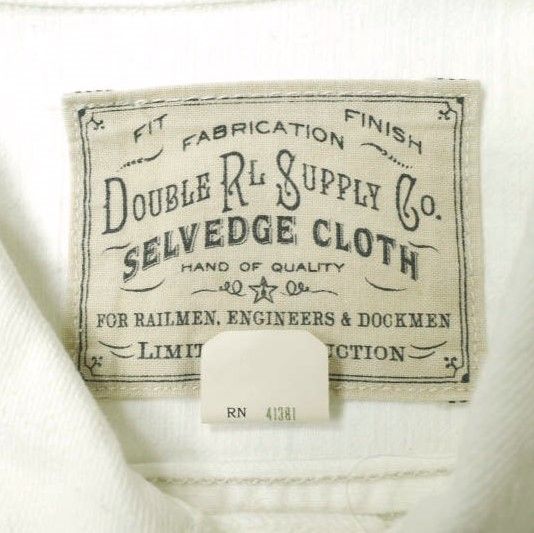 FIT FABRICATION FINISH
DOUBLE RL SUPPLY CO.
SELVEDGE CLOTH
HAND OF QUALITY
FOR RAILMEN, ENGINEERS & DOCKMEN
RN 41381